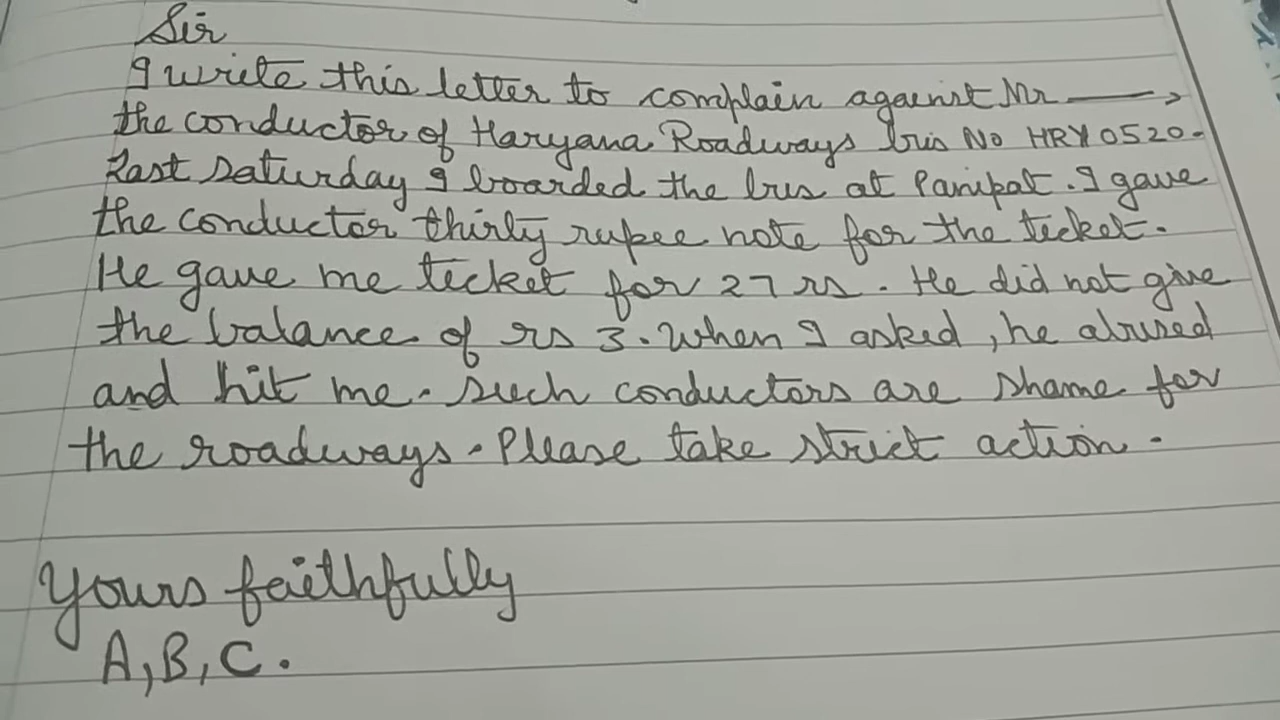 Sir
I write this letter to complain against Mr ——
the conductor of Haryana Roadways bus No HRY 0520.
Last Saturday I boarded the bus at Panipat. I gave
the conductor thirty rupee note for the ticket.
He gave me ticket for 27 rs. He did not give
the balance of rs 3. When I asked, he abused
and hit me. Such conductors are shame for
the roadways. Please take strict action.
Yours faithfully
A, B, C.